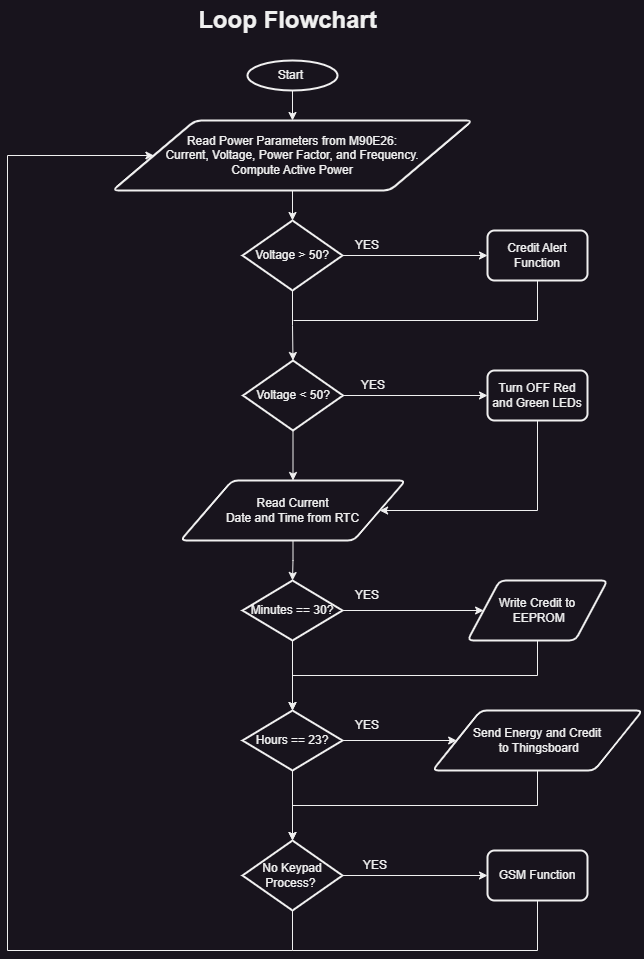 Loop Flowchart
Start
Read Power Parameters from M90E26:
Current, Voltage, Power Factor, and Frequency.
Compute Active Power
Voltage > 50?
YES
Credit Alert
Function
Voltage < 50?
YES
Turn OFF Red
and Green LEDs
Read Current
Date and Time from RTC
Minutes == 30?
YES
Write Credit to
EEPROM
Hours == 23?
YES
Send Energy and Credit
to Thingsboard
No Keypad
Process?
YES
GSM Function